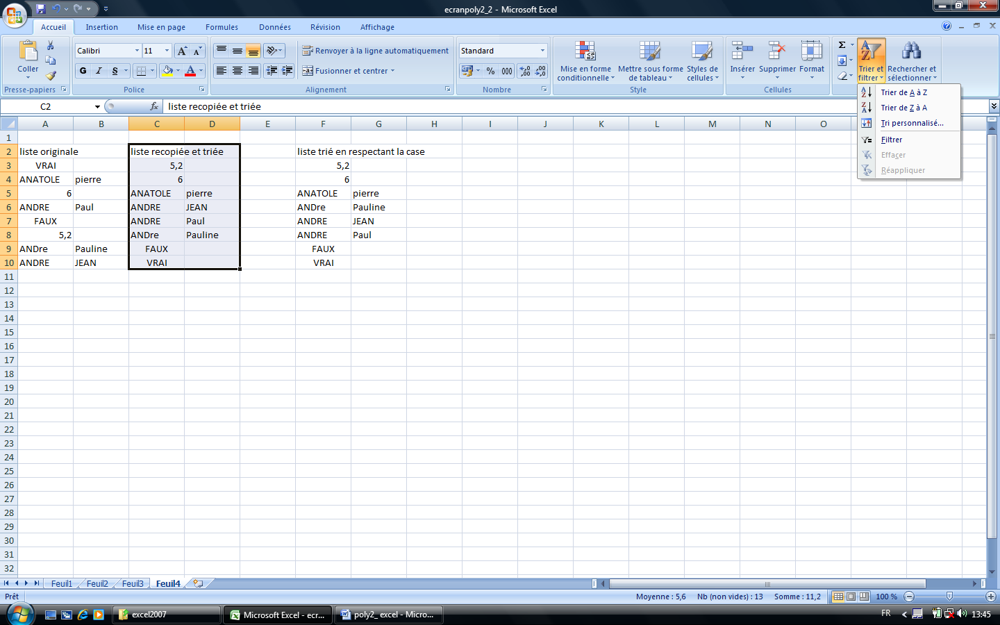 ecranpoly2_2 - Microsoft Excel
Accueil Insertion Mise en page Formules Données Révision Affichage
Coller
Presse-papiers
Calibri 11
G I S
Police
Renvoyer à la ligne automatiquement
Fusionner et centrer
Alignement
Standard
% 000
Nombre
Mise en forme conditionnelle
Mettre sous forme de tableau
Styles de cellules
Style
Insérer Supprimer Format
Cellules
Σ
Trier et filtrer
Rechercher et sélectionner
Trier de A à Z
Trier de Z à A
Tri personnalisé...
Filtrer
Effacer
Réappliquer
C2 fx liste recopiée et triée
A B C D E F G H I J K L M N O
1
2 liste originale liste recopiée et triée liste trié en respectant la case
3 VRAI 5,2 5,2
4 ANATOLE pierre 6 6
5 6 ANATOLE pierre ANATOLE pierre
6 ANDRE Paul ANDRE JEAN ANDre Pauline
7 FAUX ANDRE Paul ANDRE JEAN
8 5,2 ANDre Pauline ANDRE Paul
9 ANDre Pauline FAUX FAUX
10 ANDRE JEAN VRAI VRAI
11
12
13
14
15
16
17
18
19
20
21
22
23
24
25
26
27
28
29
30
31
32
Feuil1 Feuil2 Feuil3 Feuil4
Prêt Moyenne : 5,6 Nb (non vides) : 13 Somme : 11,2 100 %
excel2007 Microsoft Excel - ecr... poly2_ excel - Micro... FR 13:45